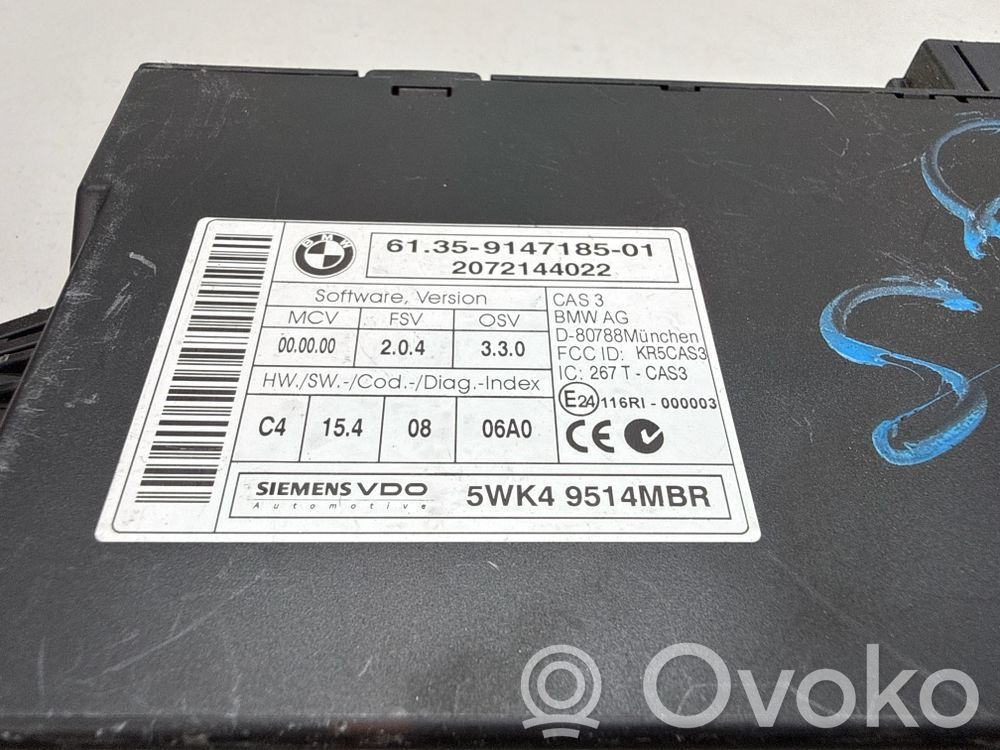 BMW
61.35-9147185-01
2072144022
Software, Version
MCV FSV OSV
00.00.00 2.0.4 3.3.0
HW./SW.-/Cod.-/Diag.-Index
C4 15.4 08 06A0
CAS 3
BMW AG
D-80788München
FCC ID: KR5CAS3
IC: 267 T - CAS3
E24 116RI - 000003
CE
SIEMENS VDO
Automotive
5WK4 9514MBR
Ovoko